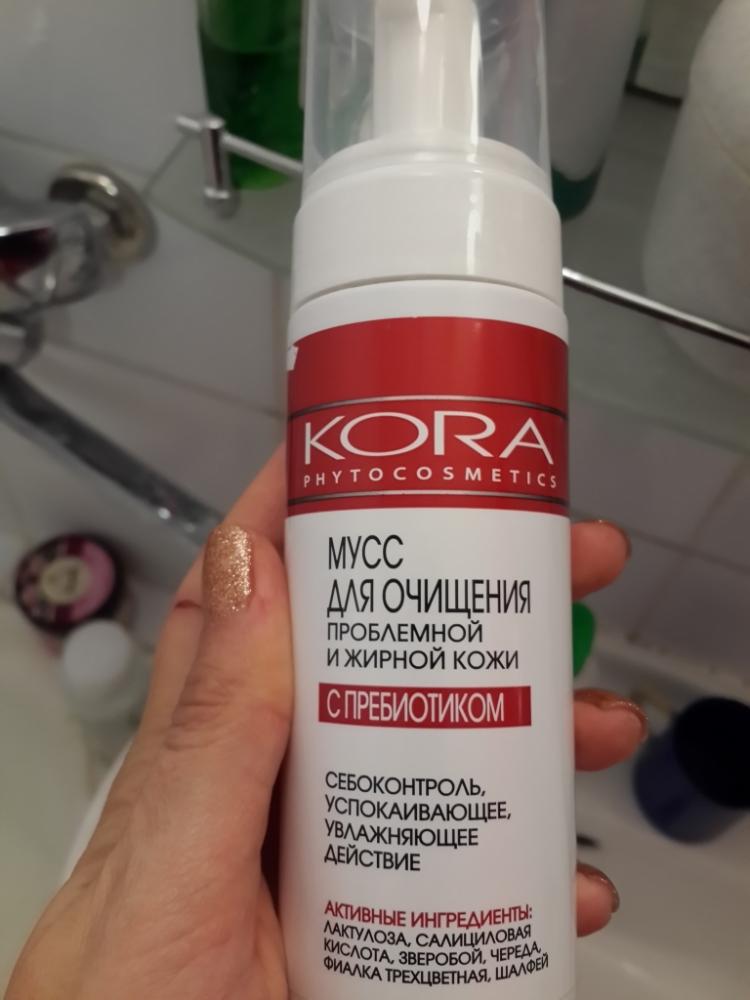 KORA
PHYTOCOSMETICS
МУСС
ДЛЯ ОЧИЩЕНИЯ
ПРОБЛЕМНОЙ
И ЖИРНОЙ КОЖИ
С ПРЕБИОТИКОМ
СЕБОКОНТРОЛЬ,
УСПОКАИВАЮЩЕЕ,
УВЛАЖНЯЮЩЕЕ
ДЕЙСТВИЕ
АКТИВНЫЕ ИНГРЕДИЕНТЫ:
ЛАКТУЛОЗА, САЛИЦИЛОВАЯ
КИСЛОТА, ЗВЕРОБОЙ, ЧЕРЕДА,
ФИАЛКА ТРЕХЦВЕТНАЯ, ШАЛФЕЙ